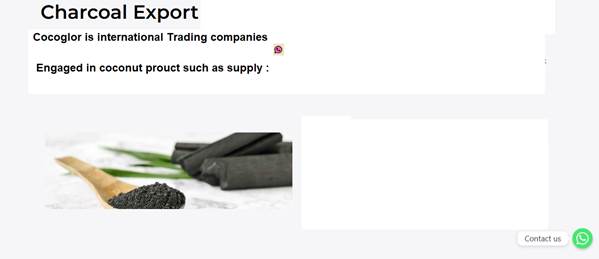 Charcoal Export
Cocoglor is international Trading companies
Engaged in coconut prouct such as supply :
Contact us